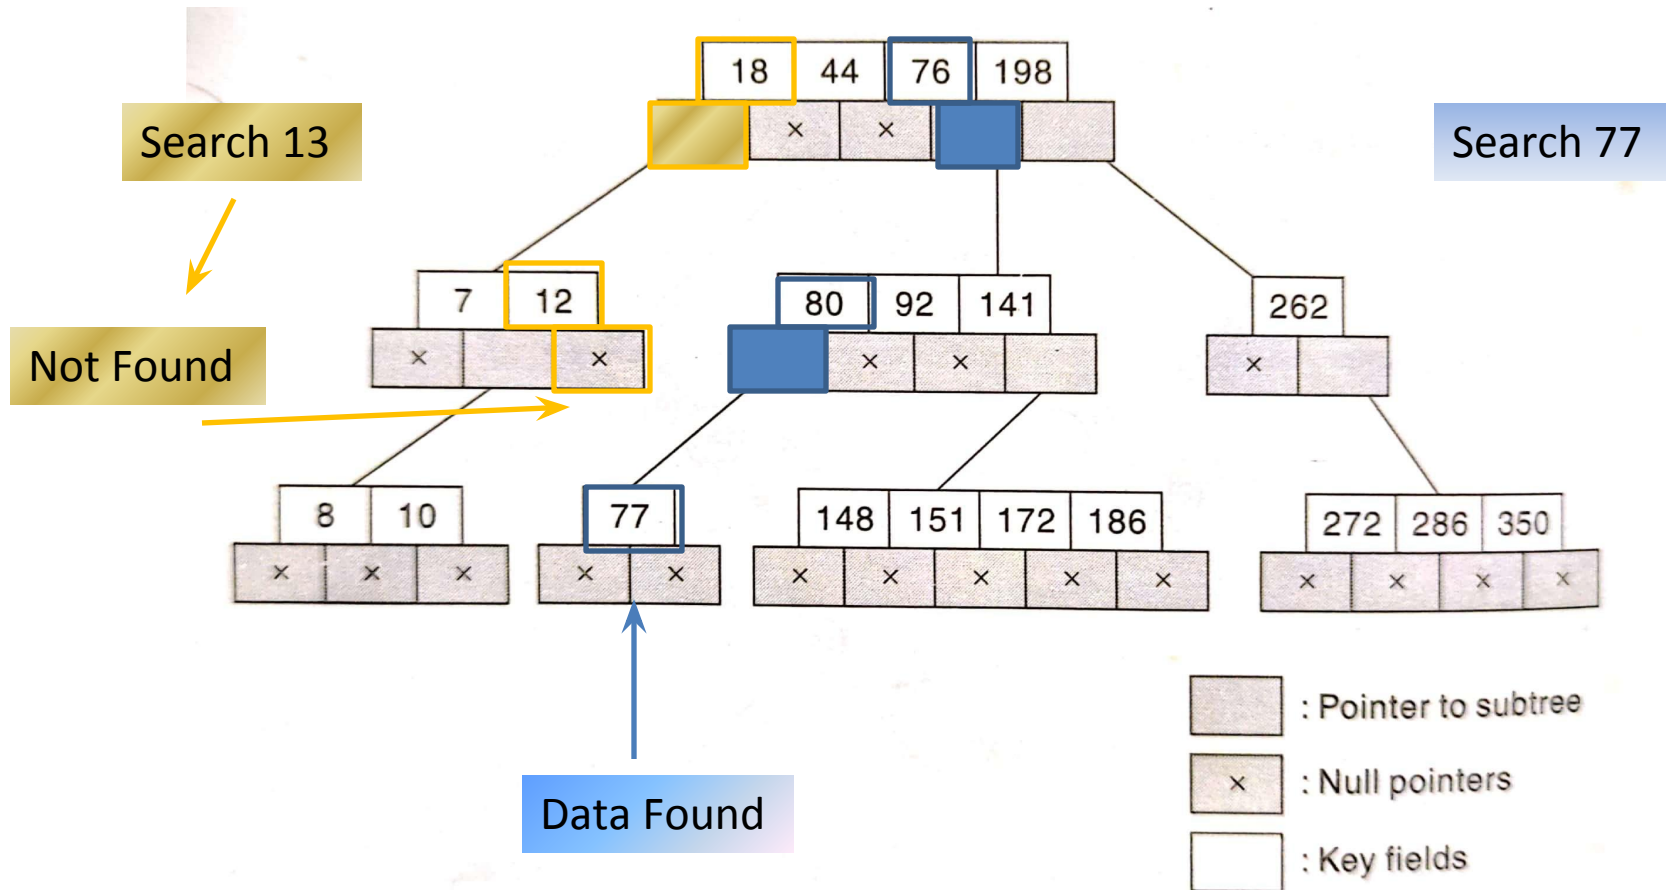 18 44 76 198
× ×
Search 13
Search 77
7 12
80 92 141
262
× ×
× ×
×
Not Found
8 10
77
148 151 172 186
272 286 350
× × ×
× ×
× × × × ×
× × × ×
: Pointer to subtree
× : Null pointers
: Key fields
Data Found